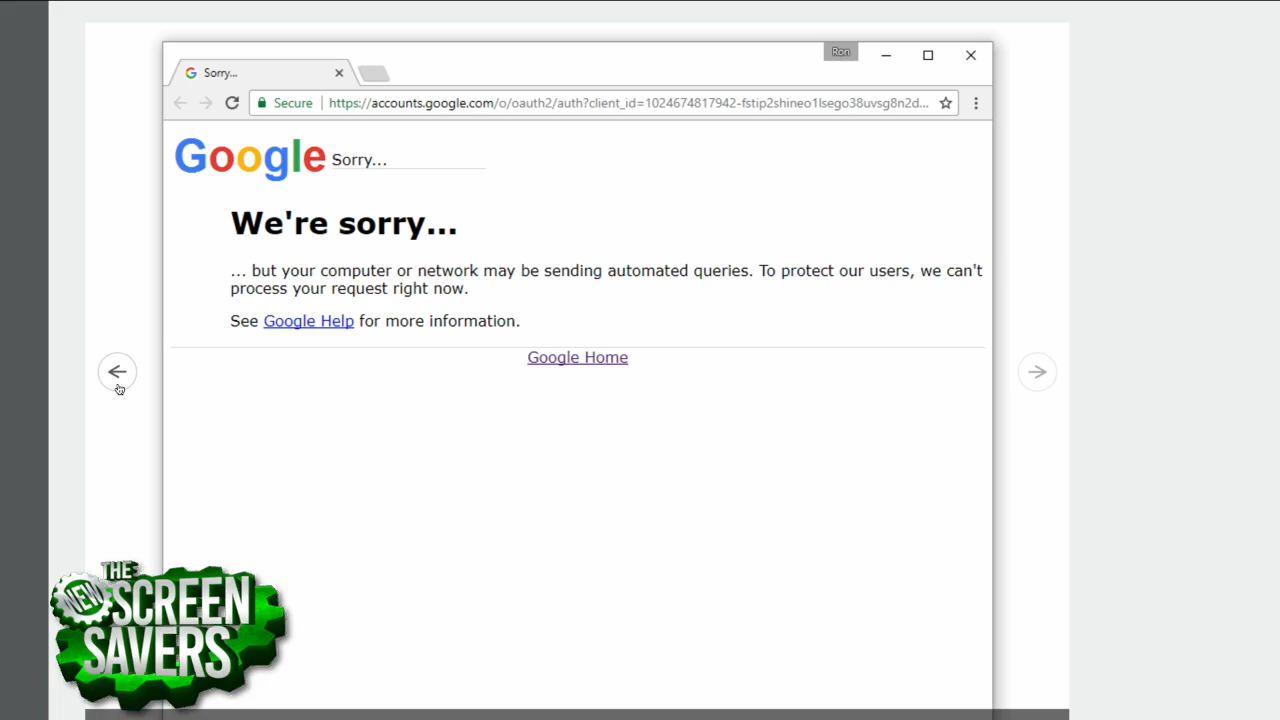 Ron
Sorry...
Secure https://accounts.google.com/o/oauth2/auth?client_id=1024674817942-fstip2shineo1lsego38uvsg8n2d...
Google Sorry...
We're sorry...
... but your computer or network may be sending automated queries. To protect our users, we can't
process your request right now.
See Google Help for more information.
Google Home
THE
NEW
SCREEN
SAVERS